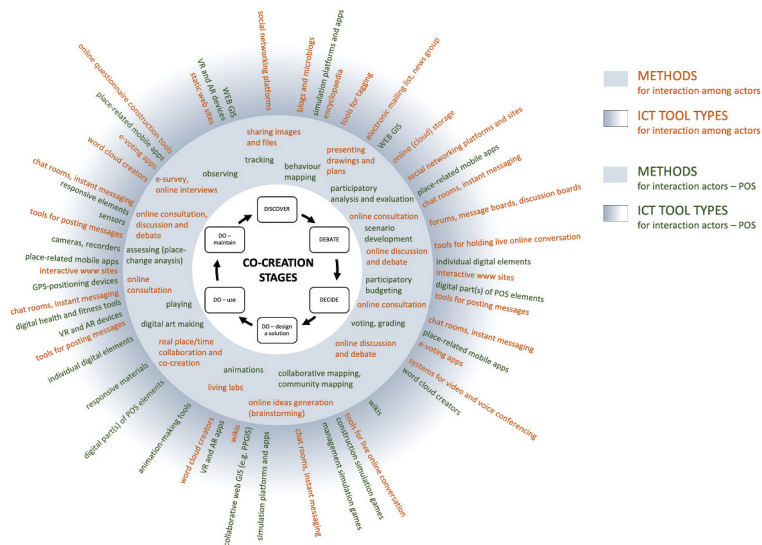 social networking platforms
blogs and microblogs
simulation platforms and apps
encyclopaedia
tools for tagging
electronic mailing list, news group
WEB GIS
online (cloud) storage
social networking platforms and sites
place-related mobile apps
chat rooms, instant messaging
forums, message boards, discussion boards
tools for holding live online conversation
individual digital elements
interactive www sites
digital part(s) of POS elements
tools for posting messages
chat rooms, instant messaging
place-related mobile apps
e-voting apps
systems for video and voice conferencing
word cloud creators
wikis
tools for live online conversation
construction simulation games
management simulation games
chat rooms, instant messaging
simulation platforms and apps
collaborative web GIS (e.g. PPGIS)
wikis
VR and AR apps
word cloud creators
animation-making tools
digital part(s) of POS elements
responsive materials
individual digital elements
tools for posting messages
VR and AR devices
digital health and fitness tools
chat rooms, instant messaging
GPS-positioning devices
interactive www sites
place-related mobile apps
cameras, recorders
tools for posting messages
sensors
responsive elements
chat rooms, instant messaging
word cloud creators
e-voting apps
place-related mobile apps
online questionnaire construction tools
static web sites
VR and AR devices
WEB GIS
sharing images
and files
tracking
behaviour
mapping
presenting
drawings and
plans
participatory
analysis and evaluation
online consultation
scenario
development
online discussion
and debate
participatory
budgeting
online consultation
voting, grading
online discussion
and debate
collaborative mapping,
community mapping
online ideas generation
(brainstorming)
animations
living labs
real place/time
collaboration and
co-creation
digital art making
playing
online
consultation
assessing (place-
change anaysis)
online consultation,
discussion and
debate
e-survey,
online interviews
observing
DISCOVER
DEBATE
DECIDE
DO – design
a solution
DO – use
DO –
maintain
CO-CREATION
STAGES
METHODS
for interaction among actors
ICT TOOL TYPES
for interaction among actors
METHODS
for interaction actors – POS
ICT TOOL TYPES
for interaction actors – POS